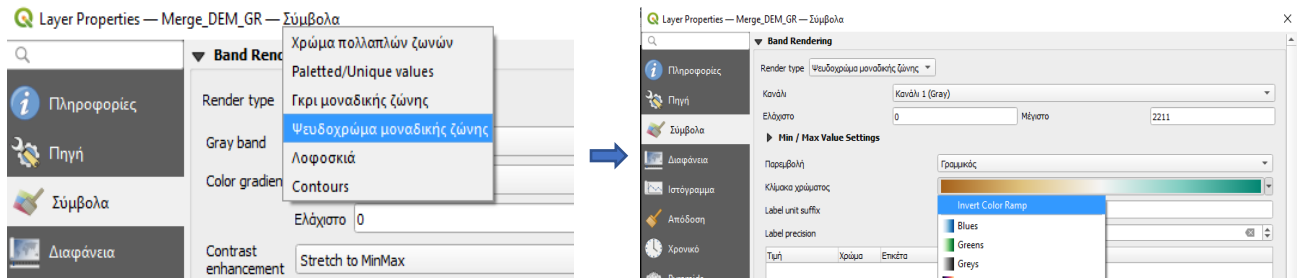 Layer Properties — Merge_DEM_GR — Σύμβολα
Πληροφορίες
Πηγή
Σύμβολα
Διαφάνεια
Band Rend
Render type
Gray band
Color gradien
Χρώμα πολλαπλών ζωνών
Paletted/Unique values
Γκρι μοναδικής ζώνης
Ψευδοχρώμα μοναδικής ζώνης
Λοφοσκιά
Contours
Ελάχιστο 0
Contrast
enhancement
Stretch to MinMax
Layer Properties — Merge_DEM_GR — Σύμβολα
Πληροφορίες
Πηγή
Σύμβολα
Διαφάνεια
Ιστόγραμμα
Απόδοση
Χρονικό
Band Rendering
Render type Ψευδοχρώμα μοναδικής ζώνης
Κανάλι Κανάλι 1 (Gray)
Ελάχιστο 0 Μέγιστο 2211
Min / Max Value Settings
Παρεμβολή Γραμμικός
Κλίμακα χρώματος
Invert Color Ramp
Label unit suffix
Blues
Label precision
Greens
Τιμή Χρώμα Ετικέτα
Greys